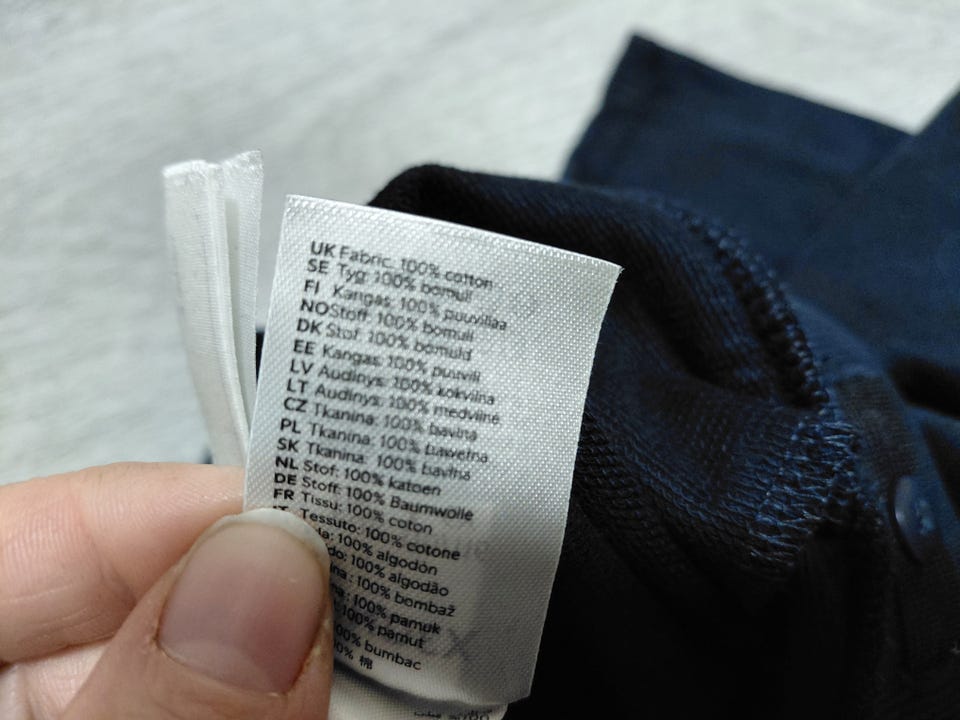 UK Fabric: 100% cotton
SE Tyg: 100% bomull
FI Kangas: 100% puuvillaa
NO Stoff: 100% bomull
DK Stof: 100% bomuld
EE Kangas: 100% puuvill
LV Audinys: 100% kokvilna
LT Audinys: 100% medvilnė
CZ Tkanina: 100% bavlna
PL Tkanina: 100% bawełna
SK Tkanina: 100% bavlna
NL Stof: 100% katoen
DE Stoff: 100% Baumwolle
FR Tissu: 100% coton
Tessuto: 100% cotone
100% algodón
100% algodão
100% bombaž
100% pamuk
100% pamut
bumbac
棉